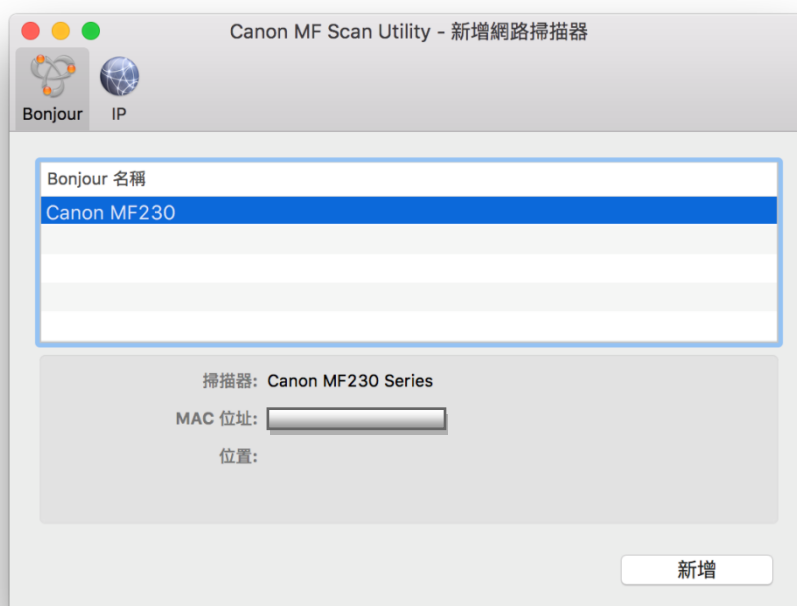 Canon MF Scan Utility - 新增網路掃描器
Bonjour IP
Bonjour 名稱
Canon MF230
掃描器: Canon MF230 Series
MAC 位址:
位置:
新增